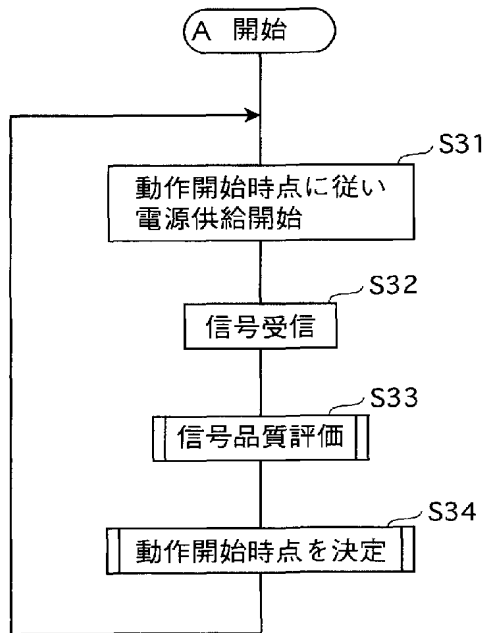 A 開始
S31
動作開始時点に従い
電源供給開始
S32
信号受信
S33
信号品質評価
S34
動作開始時点を決定